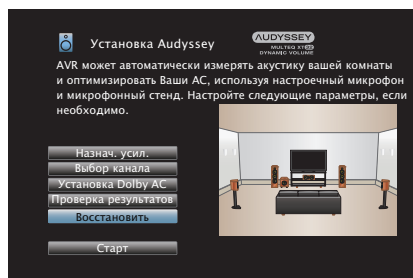 Установка Audyssey
AUDYSSEY
MULTEQ XT32
DYNAMIC VOLUME
AVR может автоматически измерять акустику вашей комнаты
и оптимизировать Ваши АС, используя настроечный микрофон
и микрофонный стенд. Настройте следующие параметры, если
необходимо.
Назнач. усил.
Выбор канала
Установка Dolby АС
Проверка результатов
Восстановить
Старт